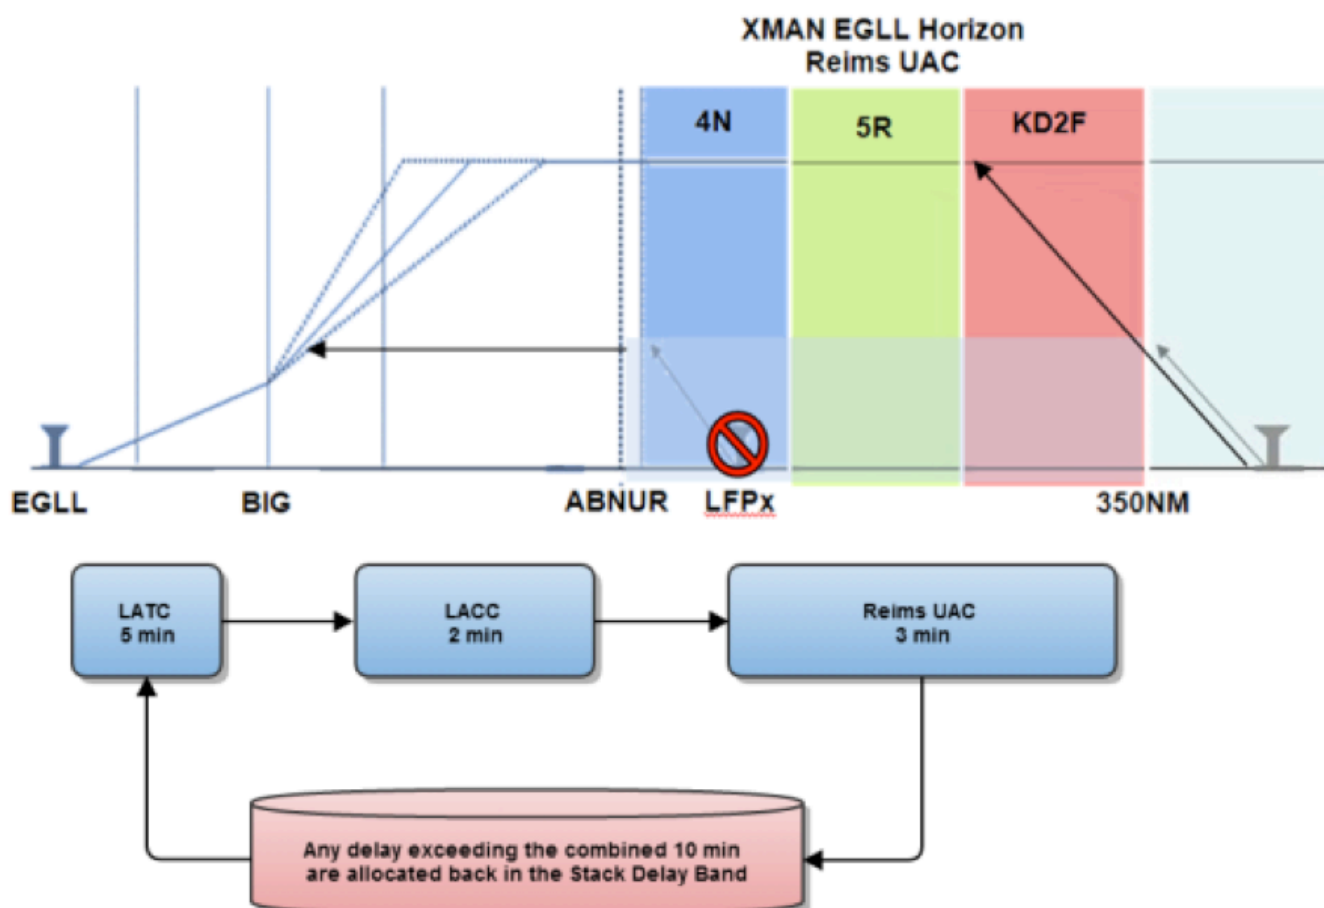 XMAN EGLL Horizon
Reims UAC
4N
5R
KD2F
EGLL
BIG
ABNUR
LFPx
350NM
LATC
5 min
LACC
2 min
Reims UAC
3 min
Any delay exceeding the combined 10 min
are allocated back in the Stack Delay Band